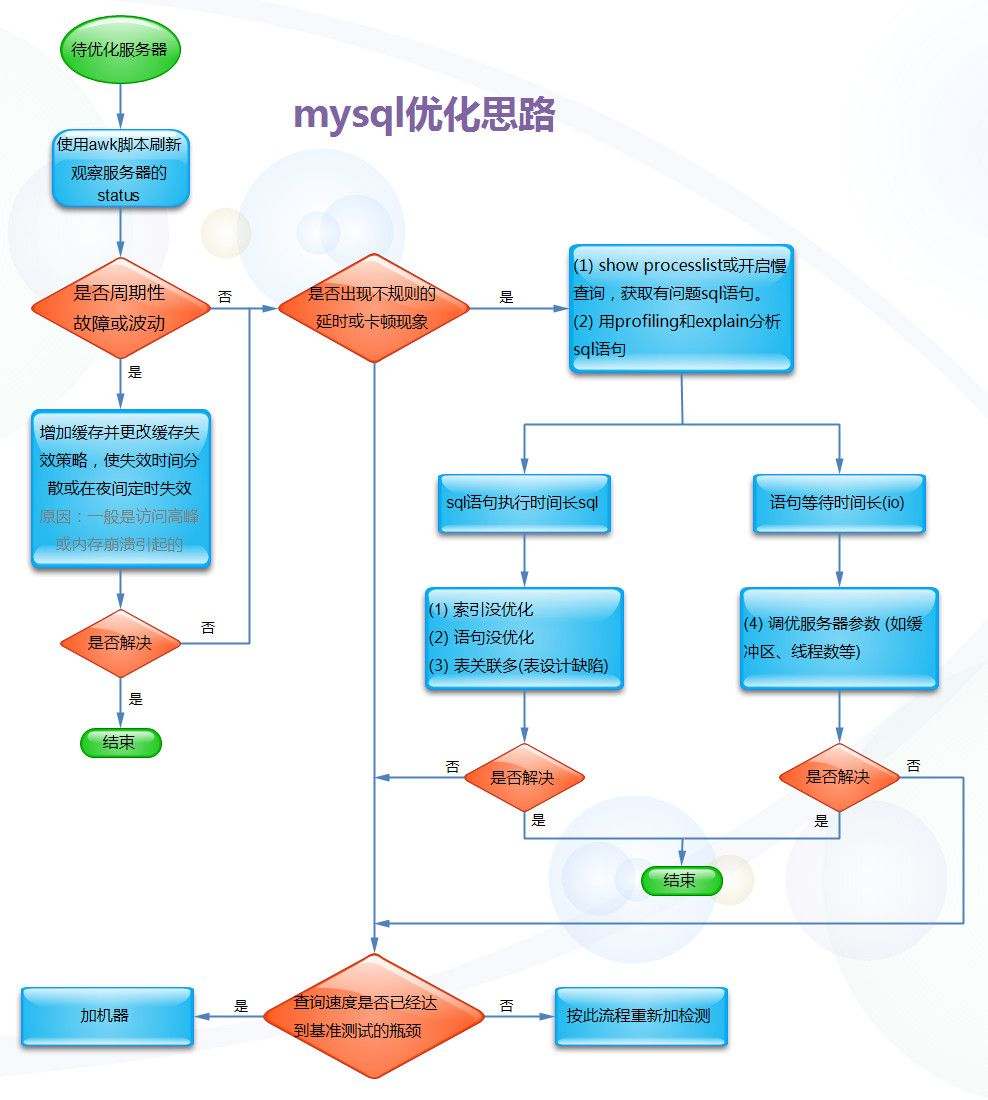 待优化服务器
mysql优化思路
使用awk脚本刷新
观察服务器的
status
是否周期性
故障或波动
否
是否出现不规则的
延时或卡顿现象
是
(1) show processlist或开启慢
查询，获取有问题sql语句。
(2) 用profiling和explain分析
sql语句
是
增加缓存并更改缓存失
效策略，使失效时间分
散或在夜间定时失效
原因：一般是访问高峰
或内存崩溃引起的
sql语句执行时间长sql
语句等待时间长(io)
是否解决
否
(1) 索引没优化
(2) 语句没优化
(3) 表关联多(表设计缺陷)
(4) 调优服务器参数 (如缓
冲区、线程数等)
是
结束
否
是否解决
是
是否解决
否
是
结束
查询速度是否已经达
到基准测试的瓶颈
是
加机器
否
按此流程重新加检测